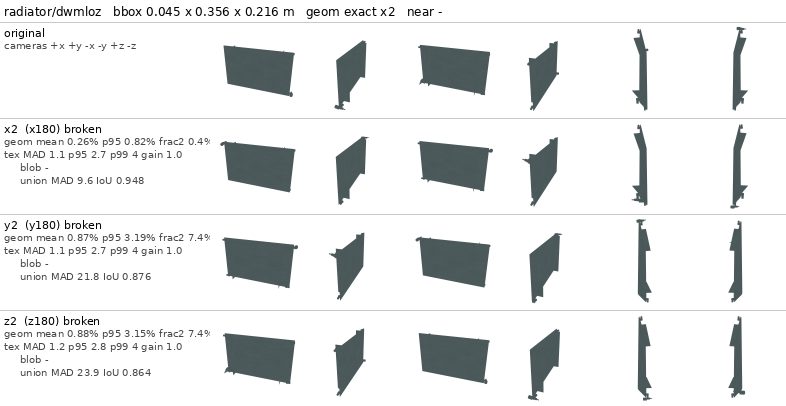 radiator/dwmloz   bbox 0.045 x 0.356 x 0.216 m   geom exact x2   near -
original
cameras +x +y -x -y +z -z
x2  (x180) broken
geom mean 0.26% p95 0.82% frac2 0.4%
tex MAD 1.1 p95 2.7 p99 4 gain 1.0
blob -
union MAD 9.6 IoU 0.948
y2  (y180) broken
geom mean 0.87% p95 3.19% frac2 7.4%
tex MAD 1.1 p95 2.7 p99 4 gain 1.0
blob -
union MAD 21.8 IoU 0.876
z2  (z180) broken
geom mean 0.88% p95 3.15% frac2 7.4%
tex MAD 1.2 p95 2.8 p99 4 gain 1.0
blob -
union MAD 23.9 IoU 0.864